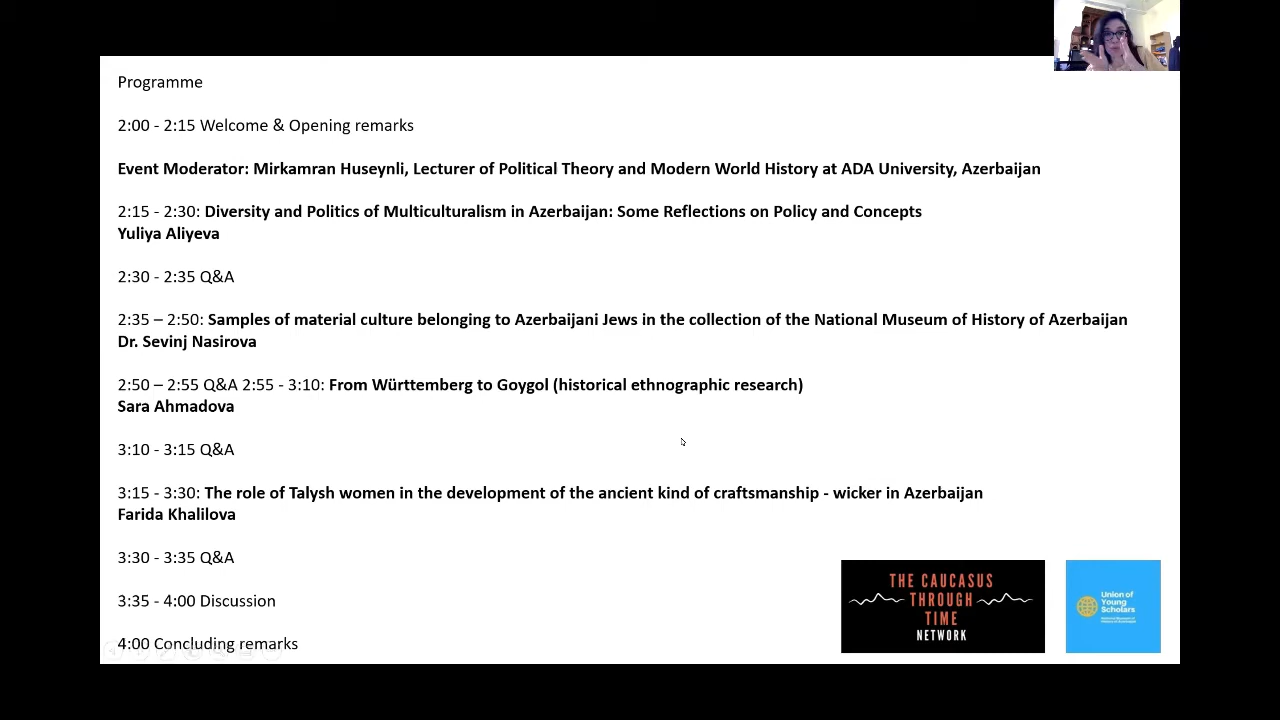 Programme
2:00 - 2:15 Welcome & Opening remarks
Event Moderator: Mirkamran Huseynli, Lecturer of Political Theory and Modern World History at ADA University, Azerbaijan
2:15 - 2:30: Diversity and Politics of Multiculturalism in Azerbaijan: Some Reflections on Policy and Concepts
Yuliya Aliyeva
2:30 - 2:35 Q&A
2:35 – 2:50: Samples of material culture belonging to Azerbaijani Jews in the collection of the National Museum of History of Azerbaijan
Dr. Sevinj Nasirova
2:50 – 2:55 Q&A 2:55 - 3:10: From Württemberg to Goygol (historical ethnographic research)
Sara Ahmadova
3:10 - 3:15 Q&A
3:15 - 3:30: The role of Talysh women in the development of the ancient kind of craftsmanship - wicker in Azerbaijan
Farida Khalilova
3:30 - 3:35 Q&A
3:35 - 4:00 Discussion
4:00 Concluding remarks
THE CAUCASUS
THROUGH
TIME
NETWORK
Union of
Young
Scholars